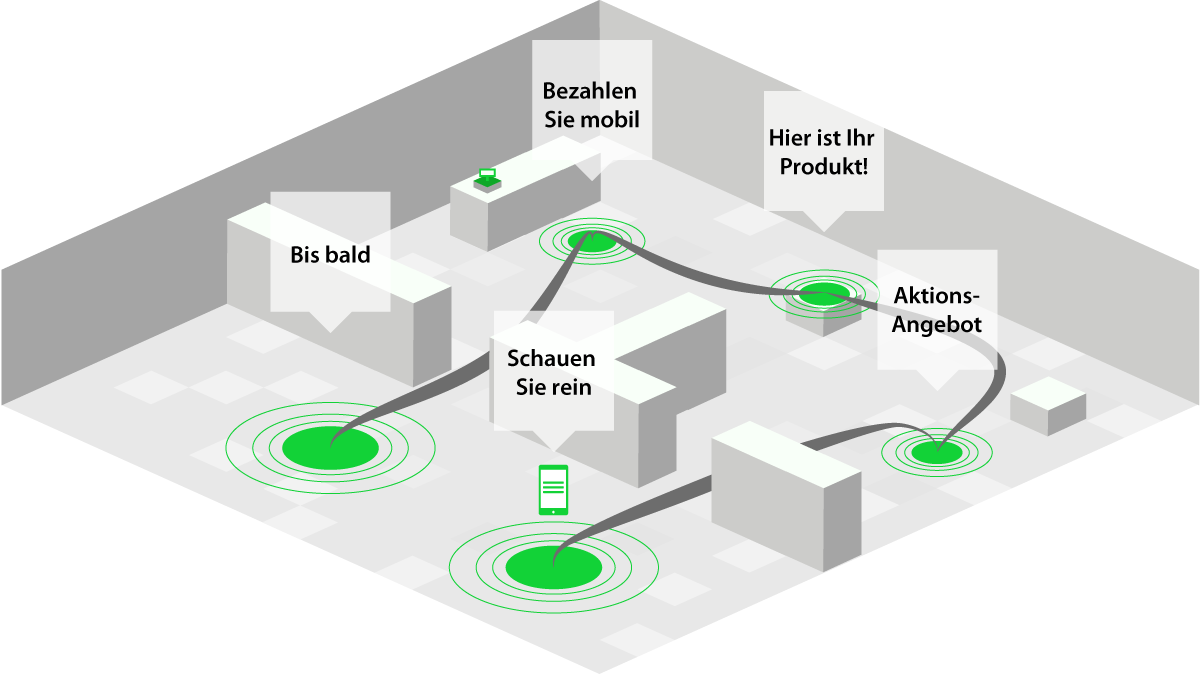 Bezahlen
Sie mobil
Hier ist Ihr
Produkt!
Bis bald
Aktions-
Angebot
Schauen
Sie rein